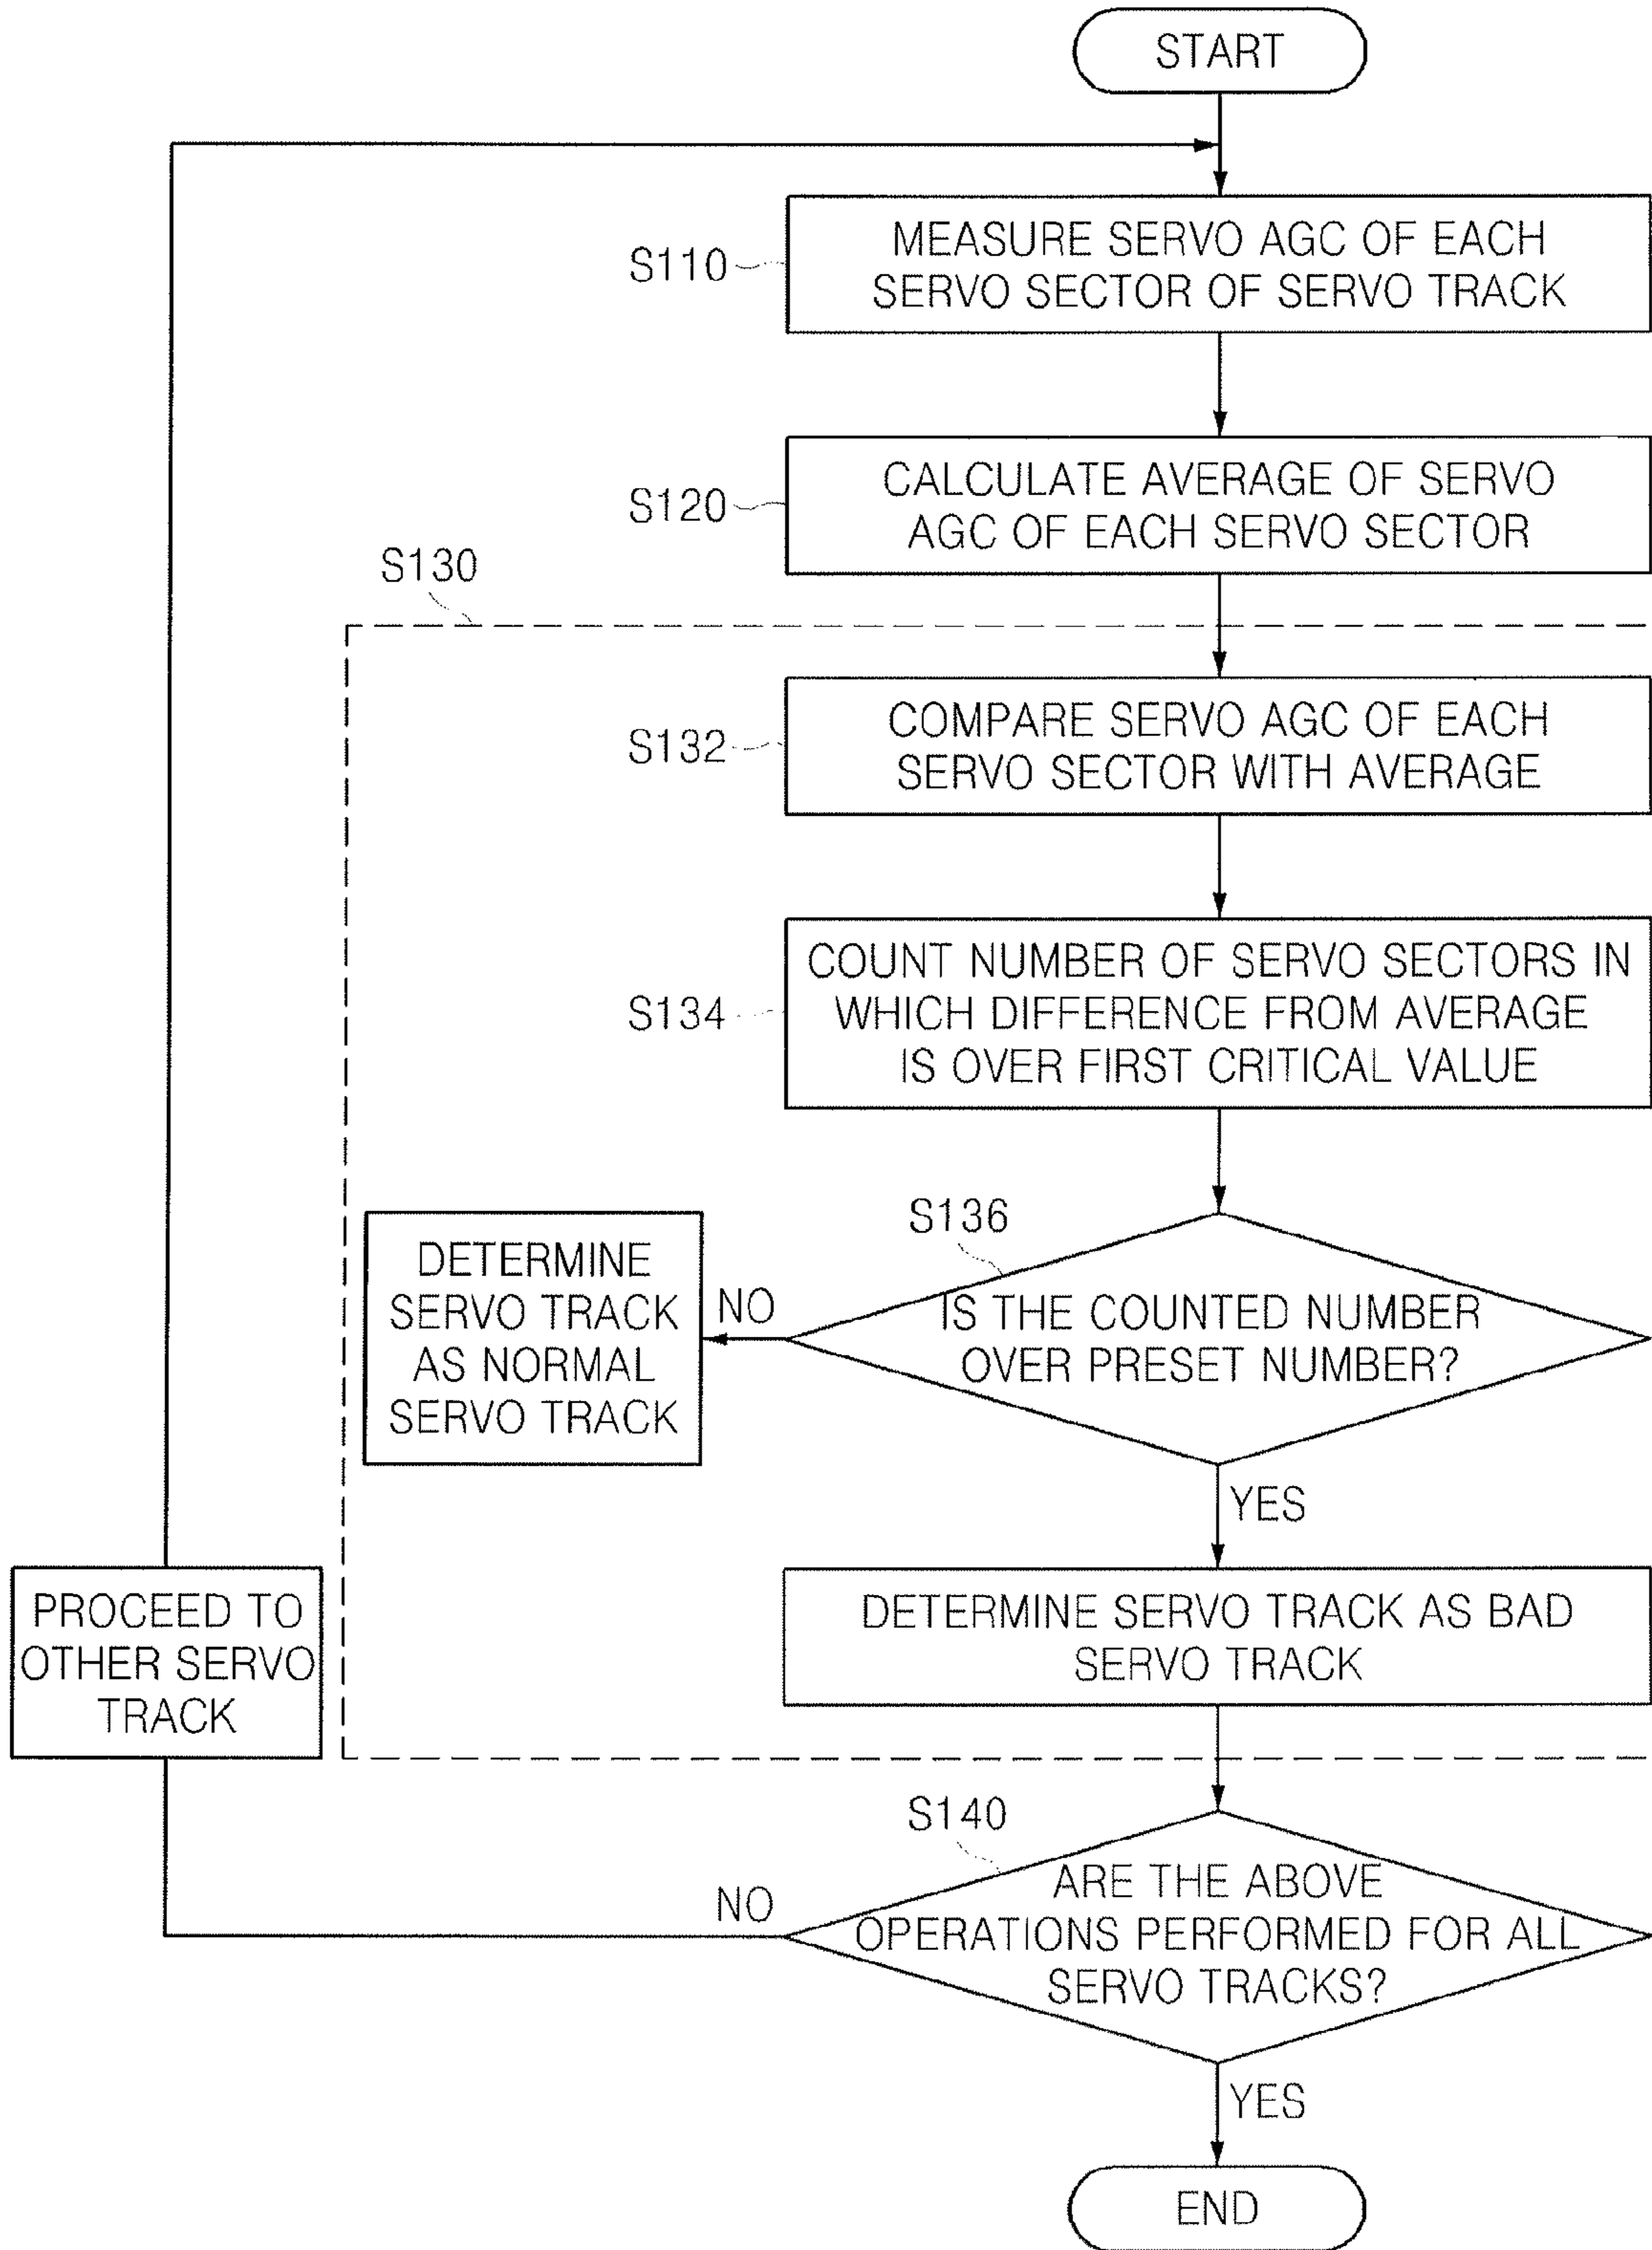 START
S110
MEASURE SERVO AGC OF EACH
SERVO SECTOR OF SERVO TRACK
S120
CALCULATE AVERAGE OF SERVO
AGC OF EACH SERVO SECTOR
S130
S132
COMPARE SERVO AGC OF EACH
SERVO SECTOR WITH AVERAGE
S134
COUNT NUMBER OF SERVO SECTORS IN
WHICH DIFFERENCE FROM AVERAGE
IS OVER FIRST CRITICAL VALUE
S136
IS THE COUNTED NUMBER
OVER PRESET NUMBER?
NO
DETERMINE
SERVO TRACK
AS NORMAL
SERVO TRACK
YES
DETERMINE SERVO TRACK AS BAD
SERVO TRACK
PROCEED TO
OTHER SERVO
TRACK
S140
ARE THE ABOVE
OPERATIONS PERFORMED FOR ALL
SERVO TRACKS?
NO
YES
END